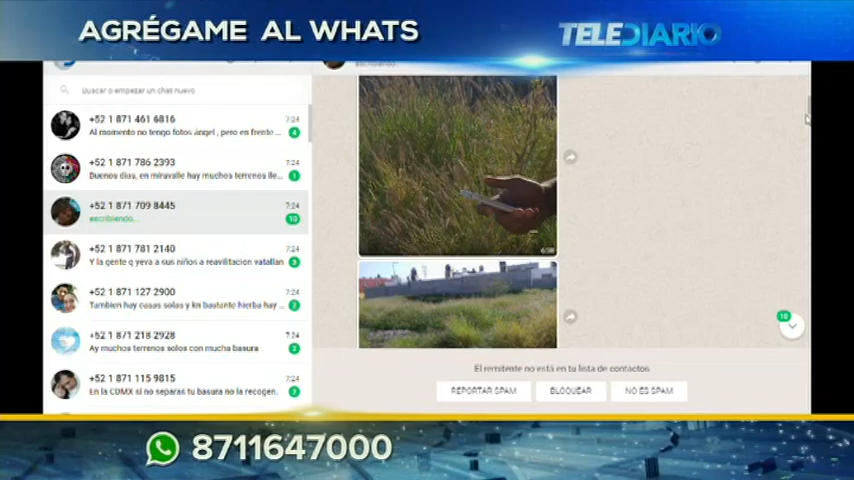 AGRÉGAME AL WHATS
TELEDIARIO
escribiendo...
Buscar o empezar un chat nuevo
+52 1 871 461 6816 7:24
Al momento no tengo fotos ángel , pero en frente ... 4
+52 1 871 786 2393 7:24
Buenos dias, en miravalle hay muchos terrenos lle... 1
+52 1 871 709 8445 7:24
escribiendo... 10
+52 1 871 781 2140 7:24
Y la gente q yeva a sus niños a reavilitacion vatallan 3
+52 1 871 127 2900 7:24
Tambien hay casas solas y kn bastante hierba hay ... 2
+52 1 871 218 2928 7:24
Ay muchos terrenos solos con mucha basura 2
+52 1 871 115 9815 7:24
En la CDMX si no separas tu basura no la recogen. 2
10
El remitente no está en tu lista de contactos
REPORTAR SPAM BLOQUEAR NO ES SPAM
8711647000